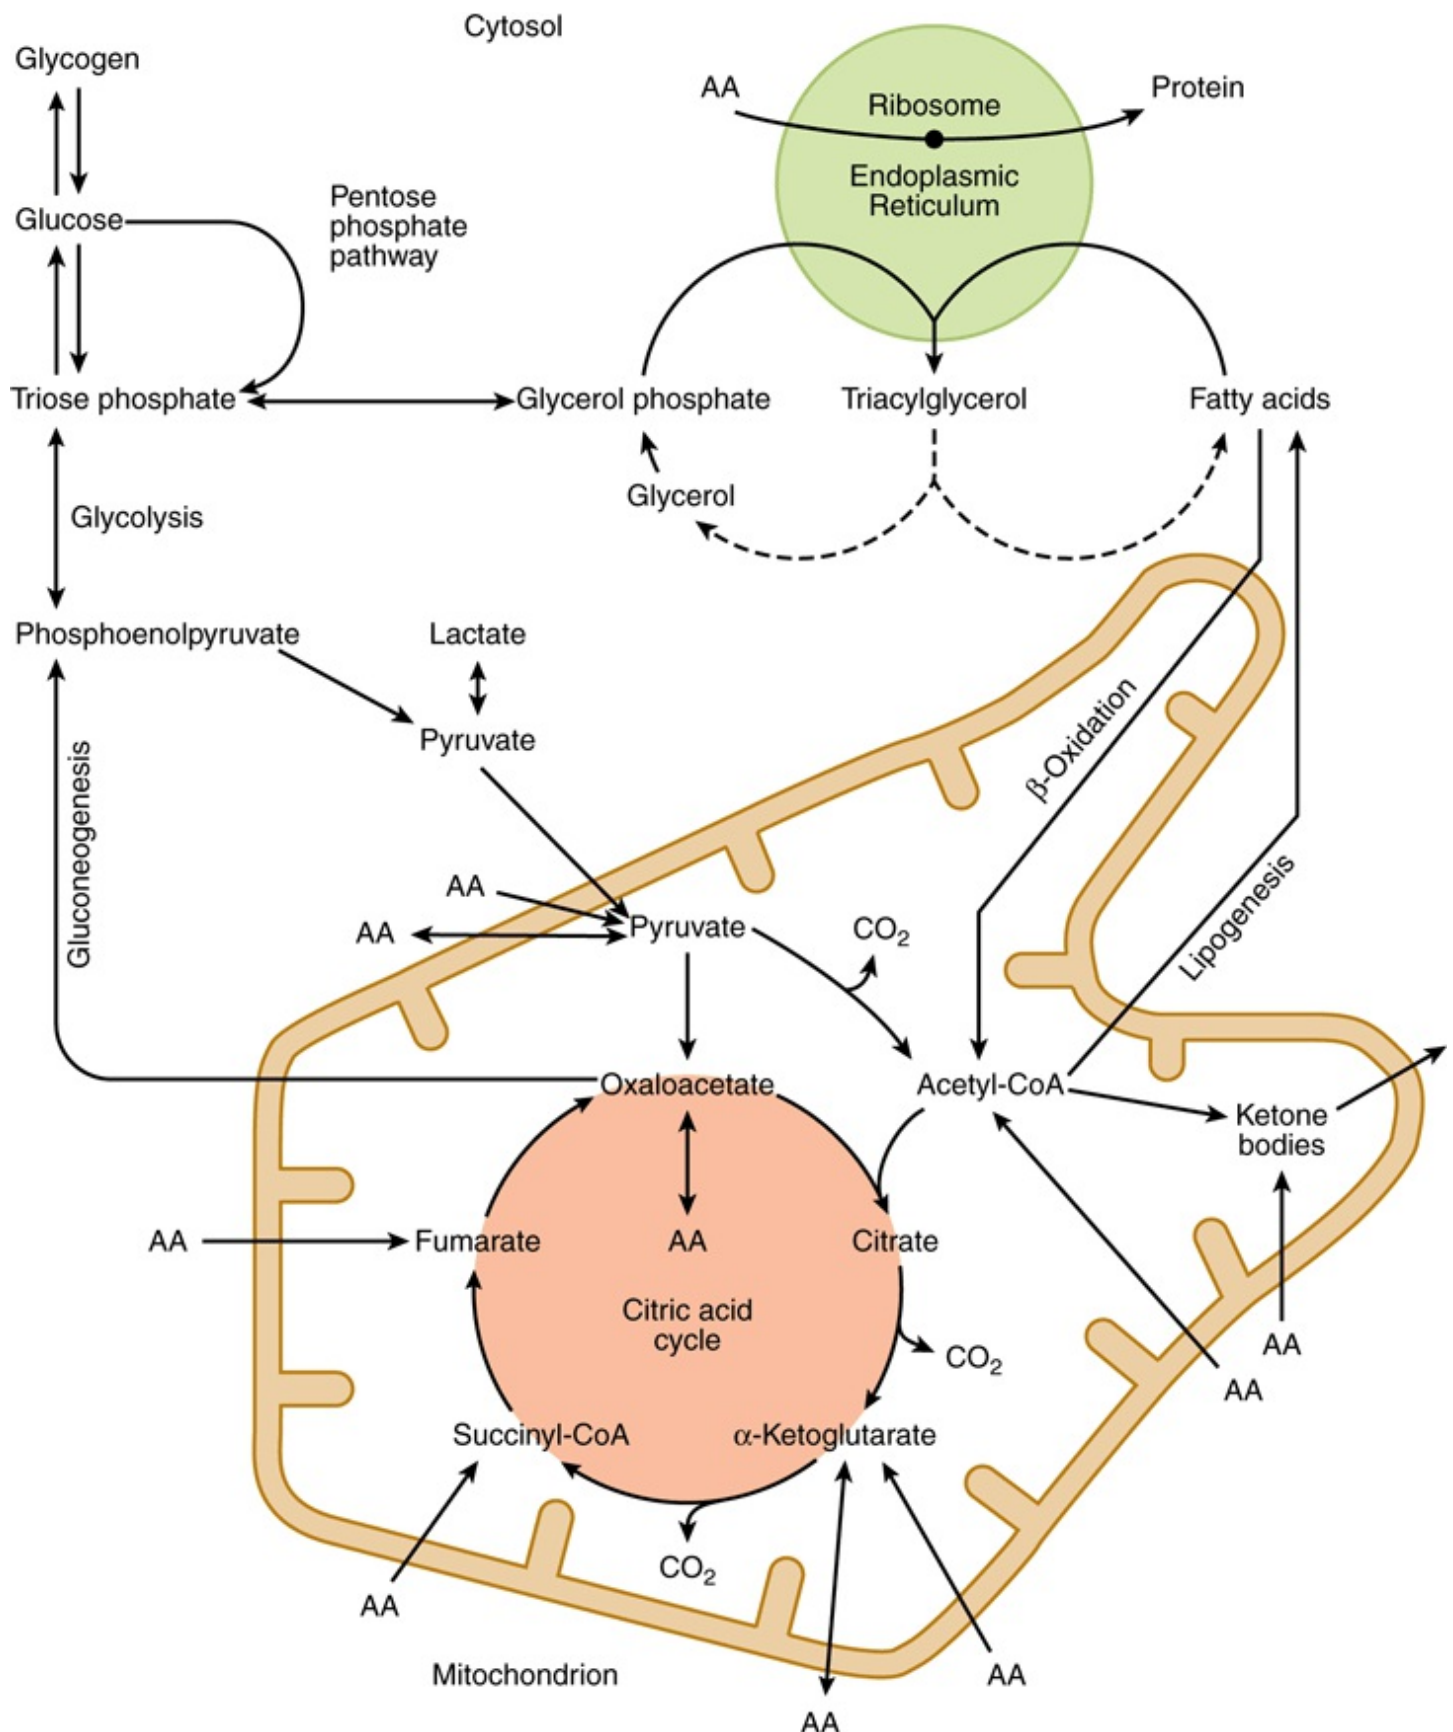 Cytosol
Glycogen
AA
Protein
Ribosome
Endoplasmic
Reticulum
Glucose
Pentose
phosphate
pathway
Triose phosphate
Glycerol phosphate
Triacylglycerol
Fatty acids
Glycerol
Glycolysis
Phosphoenolpyruvate
Lactate
Pyruvate
β-Oxidation
Gluconeogenesis
Lipogenesis
AA
AA
Pyruvate
CO₂
Oxaloacetate
Acetyl-CoA
Ketone
bodies
AA
Fumarate
AA
Citrate
Citric acid
cycle
CO₂
AA
AA
Succinyl-CoA
α-Ketoglutarate
CO₂
AA
Mitochondrion
AA
AA